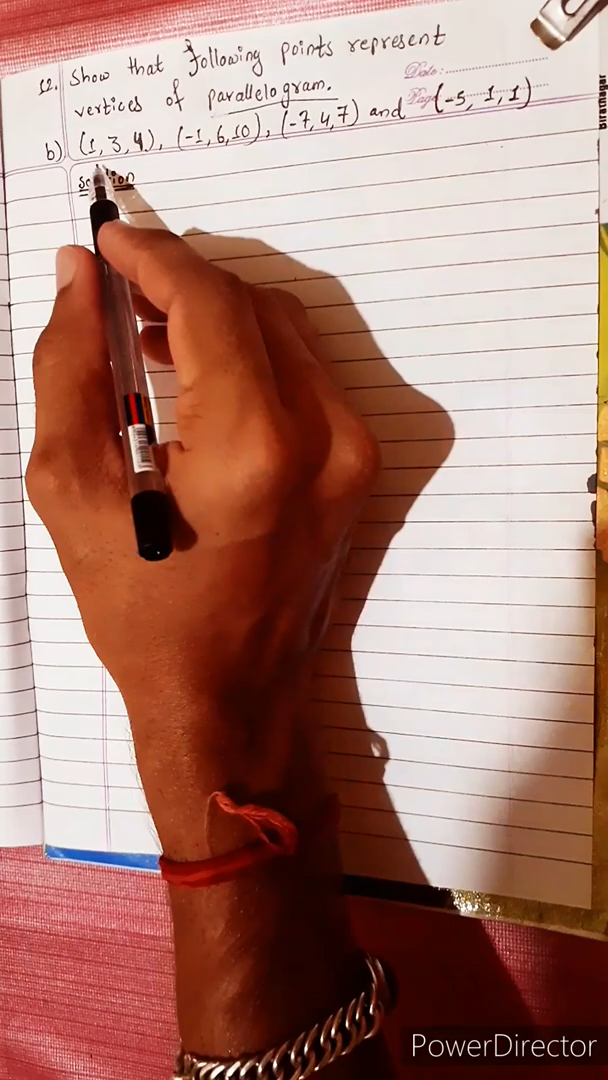 12. Show that following points represent
vertices of parallelogram.
Date:
Page
b) (1, 3, 4), (-1, 6, 10), (-7, 4, 7) and (-5, 1, 1)
Solution
PowerDirector